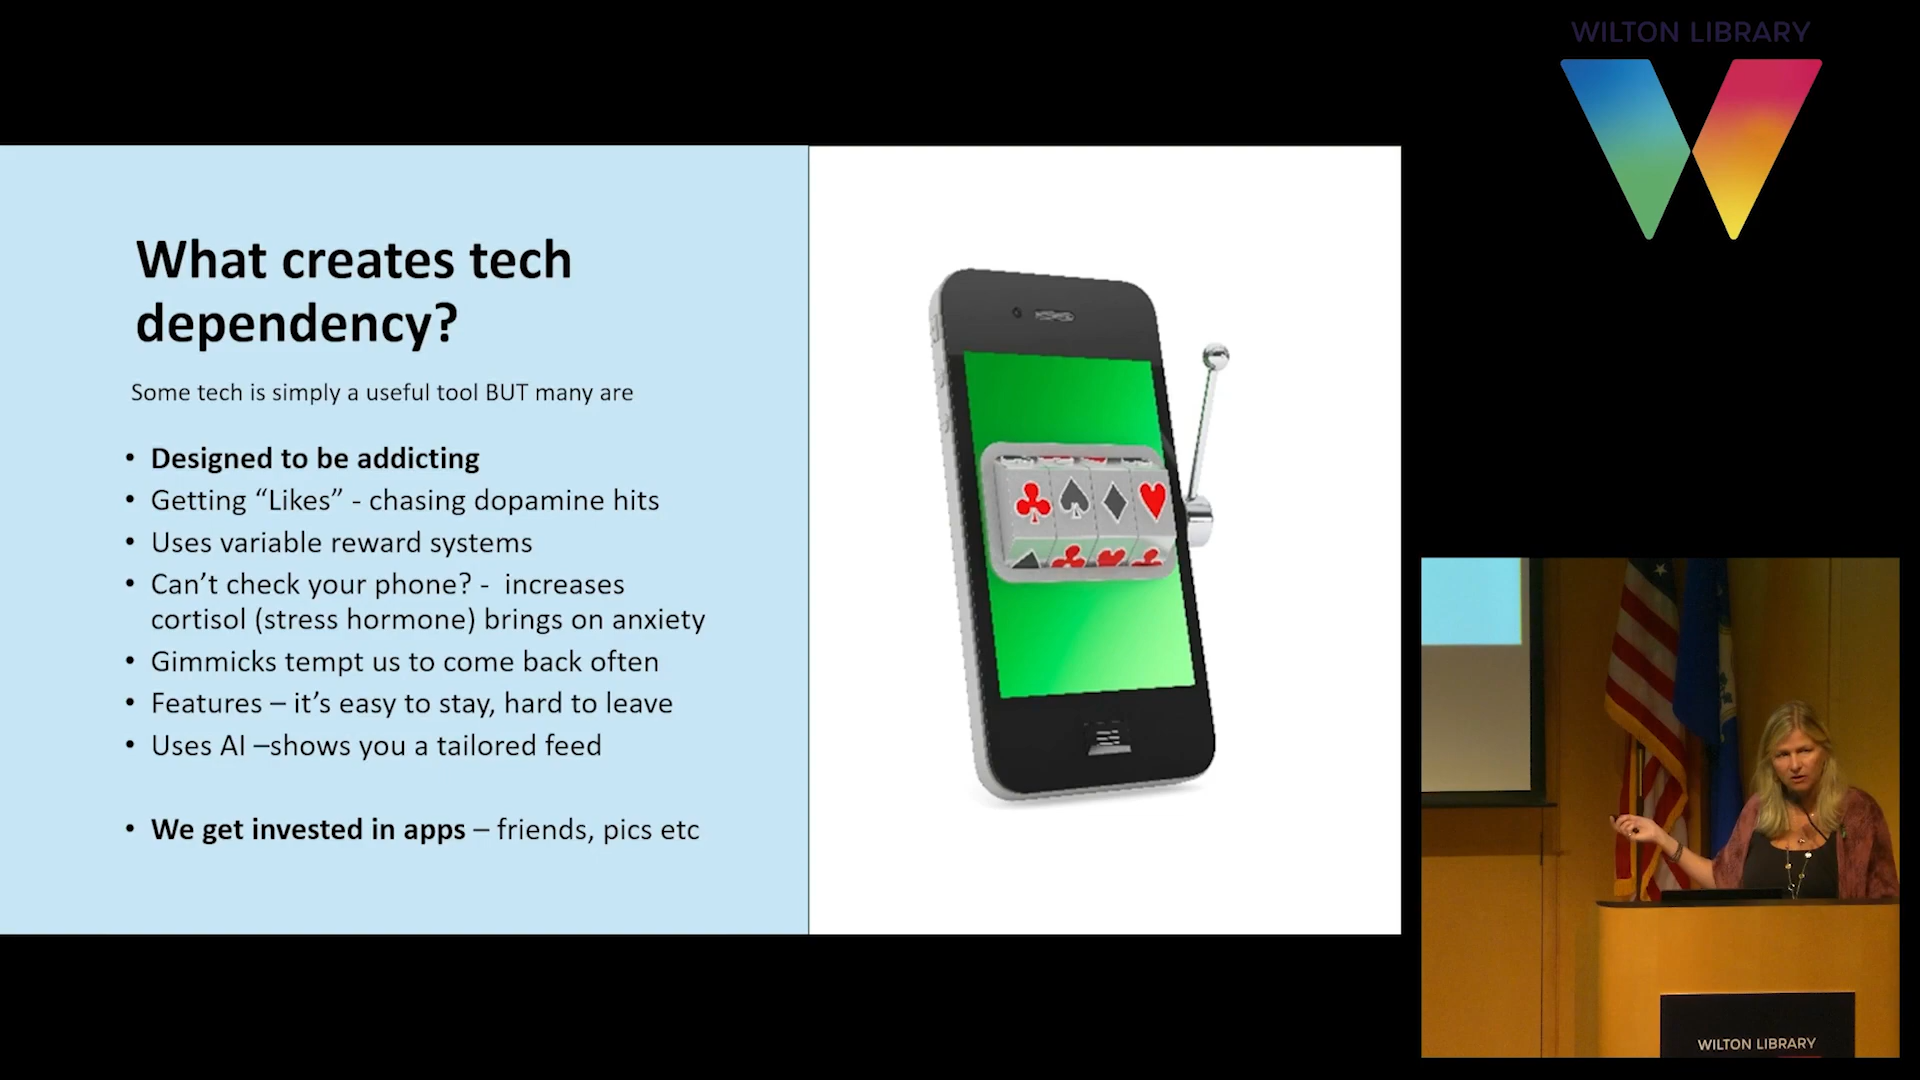 WILTON LIBRARY
What creates tech
dependency?
Some tech is simply a useful tool BUT many are
• Designed to be addicting
• Getting “Likes” - chasing dopamine hits
• Uses variable reward systems
• Can’t check your phone? - increases
cortisol (stress hormone) brings on anxiety
• Gimmicks tempt us to come back often
• Features – it’s easy to stay, hard to leave
• Uses AI –shows you a tailored feed
• We get invested in apps – friends, pics etc
WILTON LIBRARY